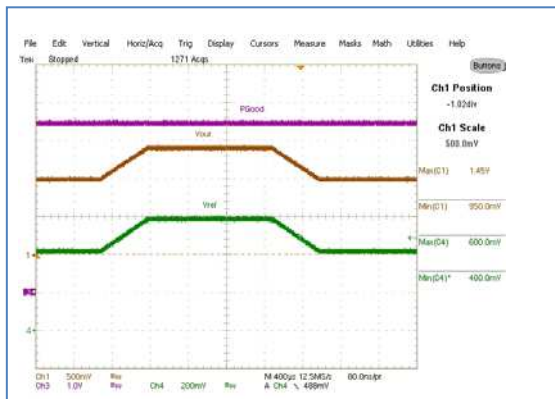 File Edit Vertical Horiz/Acq Trig Display Cursors Measure Masks Math Utilities Help
Tek Stopped 1271 Acqs
Buttons
Ch1 Position
-1.02div
Ch1 Scale
500.0mV
PGood
Vout
Vref
Max(C1) 1.45V
Min(C1) 950.0mV
Max(C4) 600.0mV
Min(C4)* 400.0mV
1
4
Ch1 500mV
M 400µs 12.5MS/s 80.0ns/pt
Ch3 1.0V Ch4 200mV
A Ch4 \ 488mV